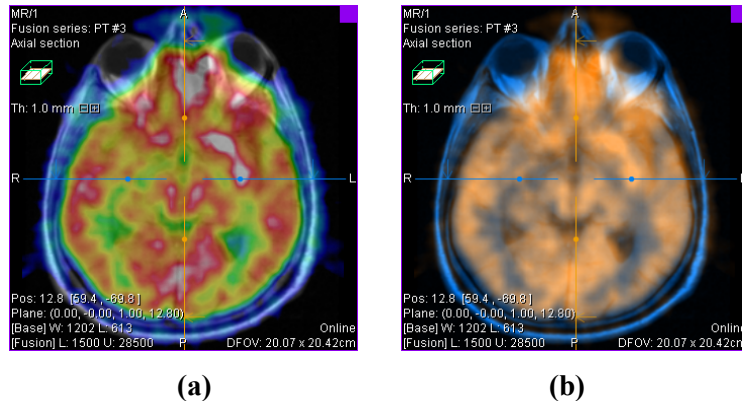 MR/1
Fusion series: PT #3
Axial section
A
Th: 1.0 mm
R
L
Pos: 12.8 [59.4 , -69.8]
Plane: (0.00, -0.00, 1.00, 12.80)
[Base] W: 1202 L: 613
Online
[Fusion] L: 1500 U: 28500
P
DFOV: 20.07 x 20.42cm
(a)
MR/1
Fusion series: PT #3
Axial section
A
Th: 1.0 mm
R
L
Pos: 12.8 [59.4 , -69.8]
Plane: (0.00, -0.00, 1.00, 12.80)
[Base] W: 1202 L: 613
Online
[Fusion] L: 1500 U: 28500
P
DFOV: 20.07 x 20.42cm
(b)